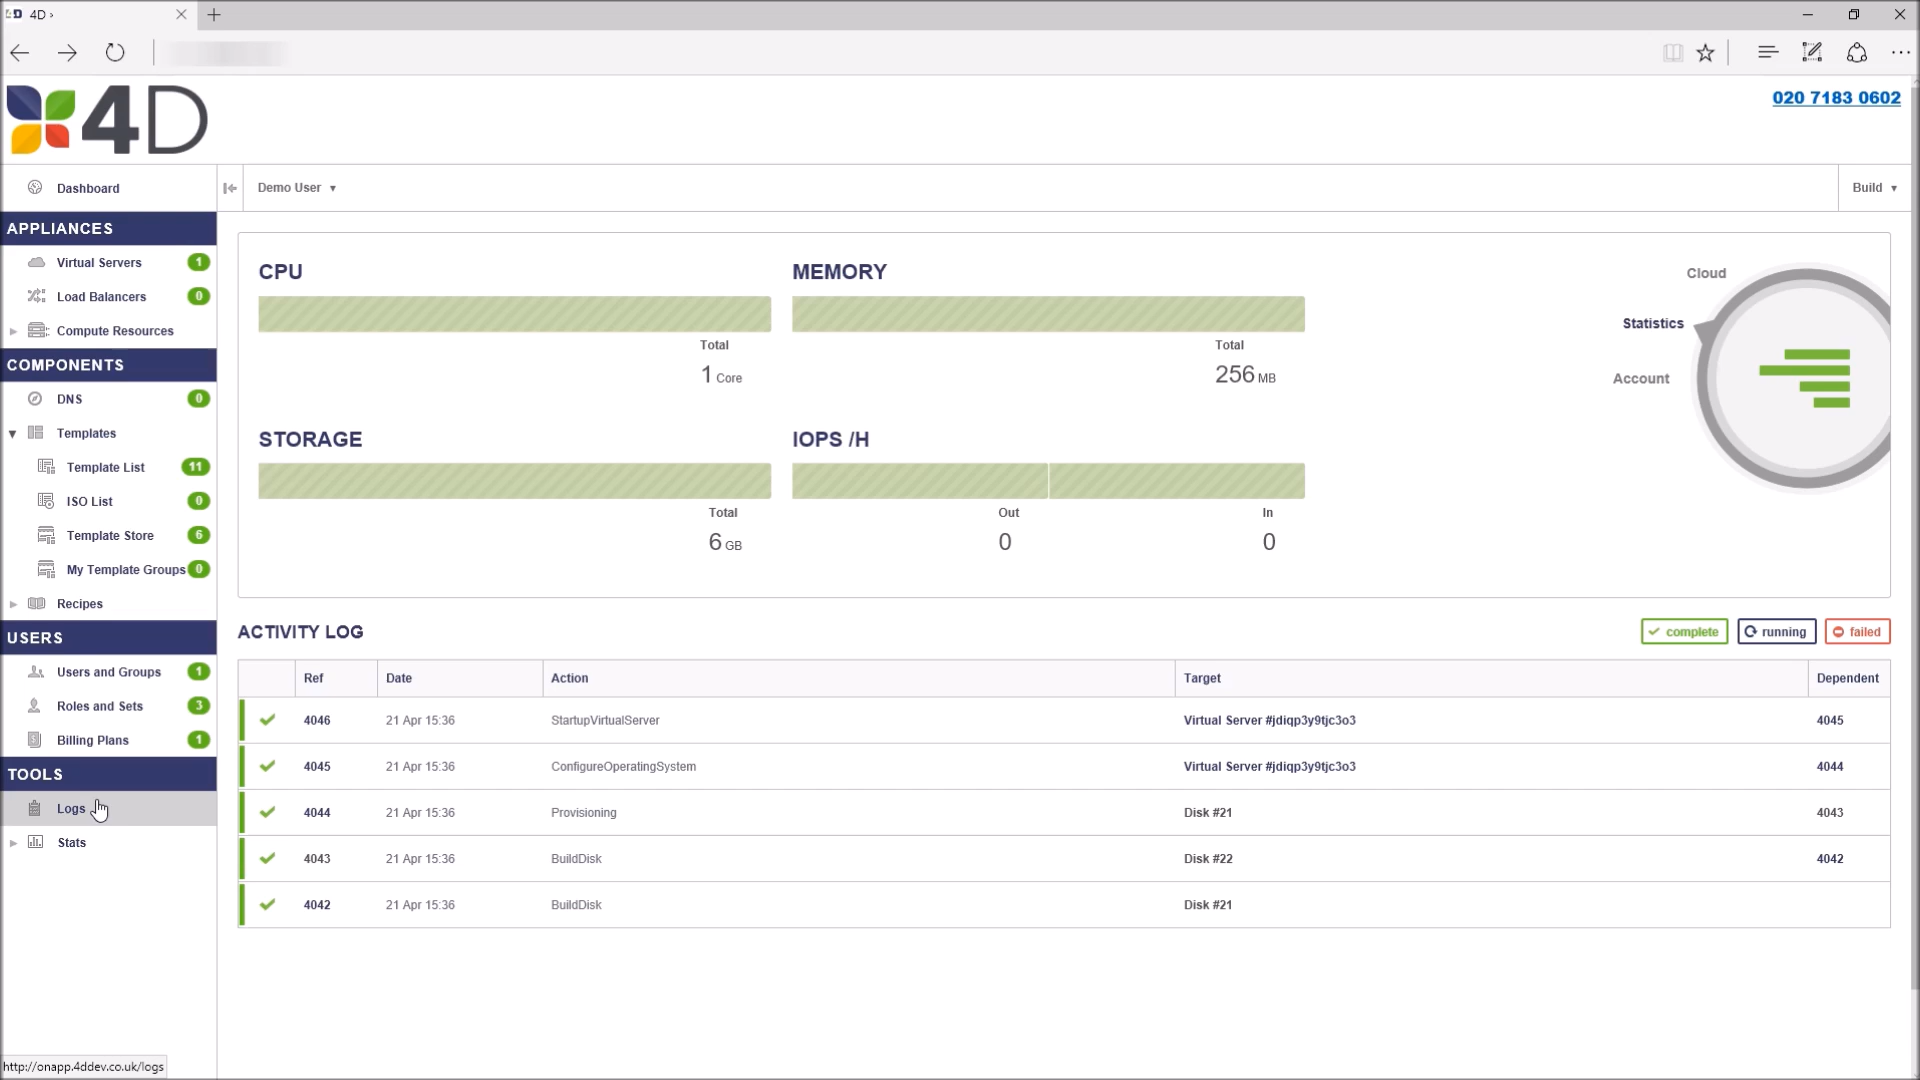 4D ›
4D
020 7183 0602
Dashboard
Demo User
Build
APPLIANCES
Virtual Servers 1
Load Balancers 0
Compute Resources
COMPONENTS
DNS 0
Templates
Template List 11
ISO List 0
Template Store 6
My Template Groups 0
Recipes
USERS
Users and Groups 1
Roles and Sets 3
Billing Plans 1
TOOLS
Logs
Stats
CPU
Total
1 Core
MEMORY
Total
256 MB
STORAGE
Total
6 GB
IOPS /H
Out In
0 0
Cloud
Statistics
Account
ACTIVITY LOG
complete running failed
Ref Date Action Target Dependent
4046 21 Apr 15:36 StartupVirtualServer Virtual Server #jdiqp3y9tjc3o3 4045
4045 21 Apr 15:36 ConfigureOperatingSystem Virtual Server #jdiqp3y9tjc3o3 4044
4044 21 Apr 15:36 Provisioning Disk #21 4043
4043 21 Apr 15:36 BuildDisk Disk #22 4042
4042 21 Apr 15:36 BuildDisk Disk #21
http://onapp.4ddev.co.uk/logs